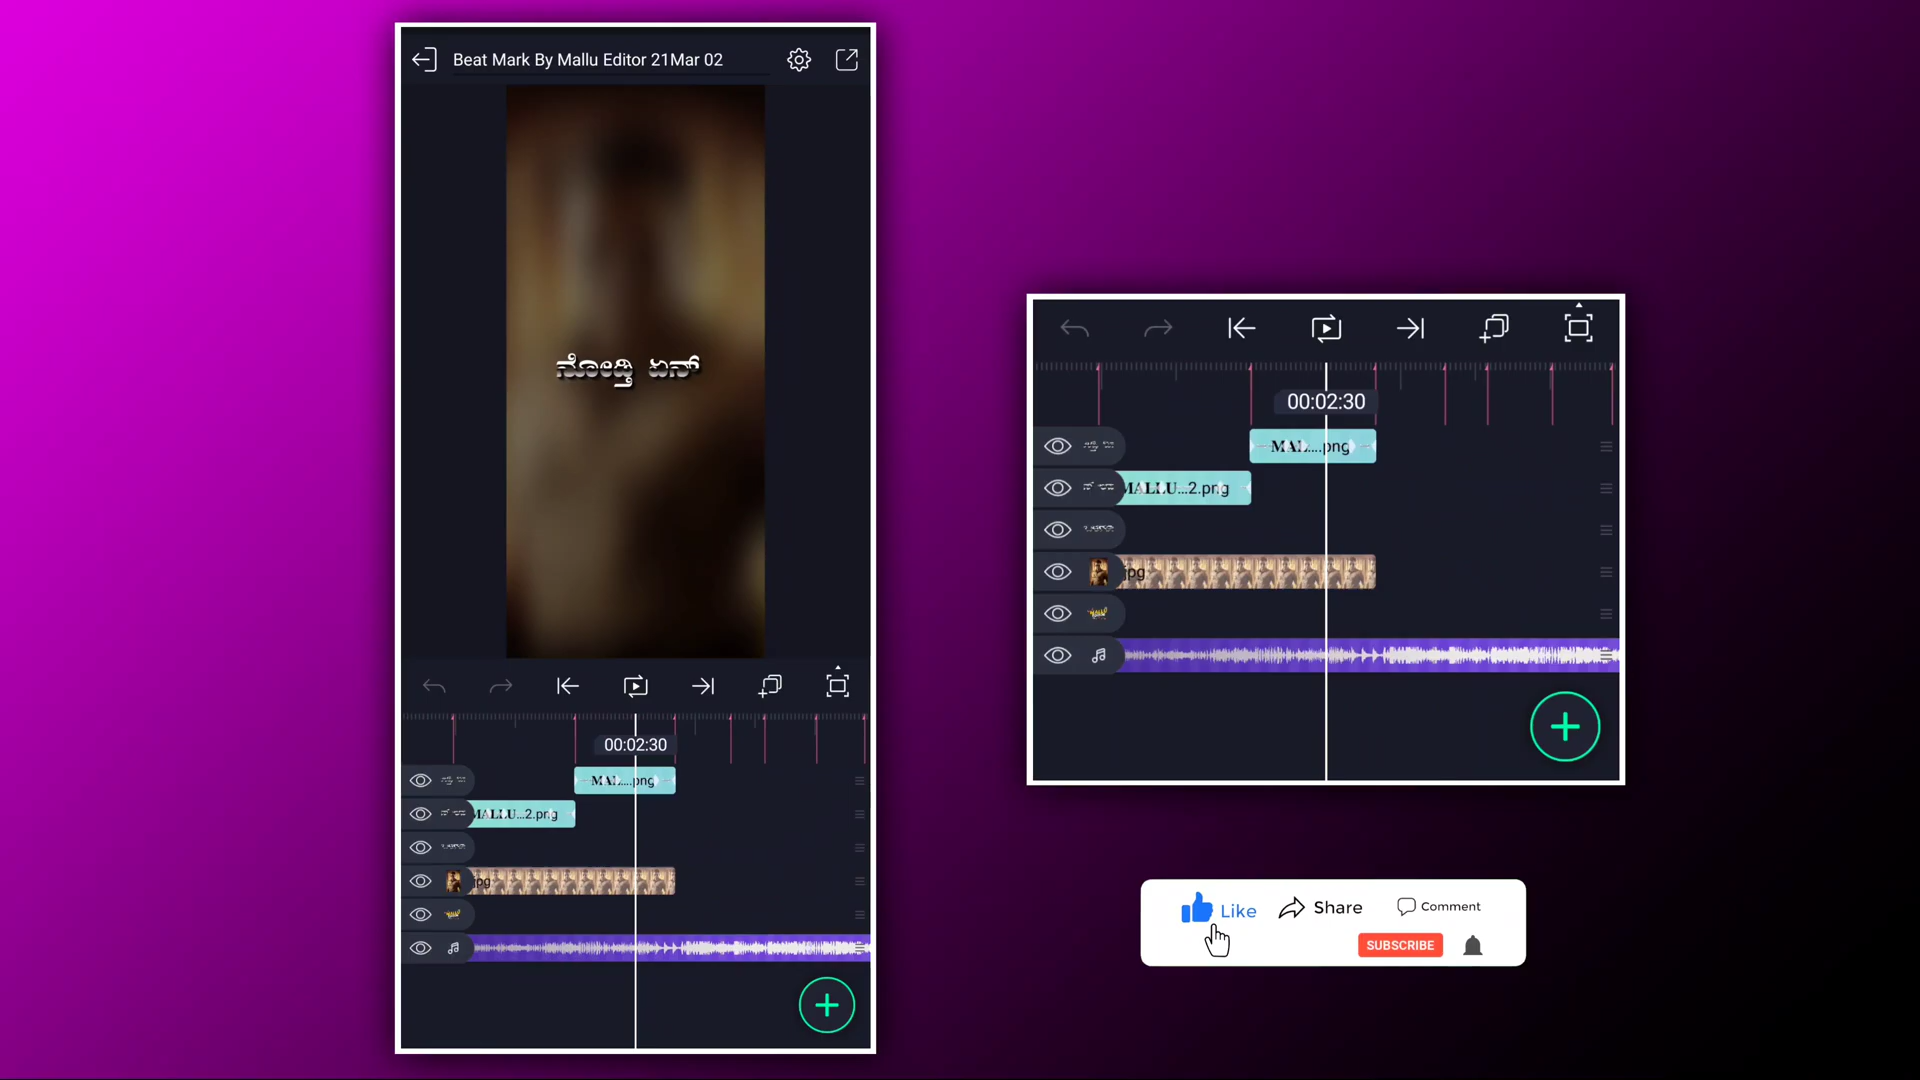 Beat Mark By Mallu Editor 21Mar 02
ನೋಡ್ತಿ ಏನ್
00:02:30
MAL....png
MALLU...2.png
jpg
00:02:30
MAL....png
MALLU...2.png
jpg
Like
Share
Comment
SUBSCRIBE